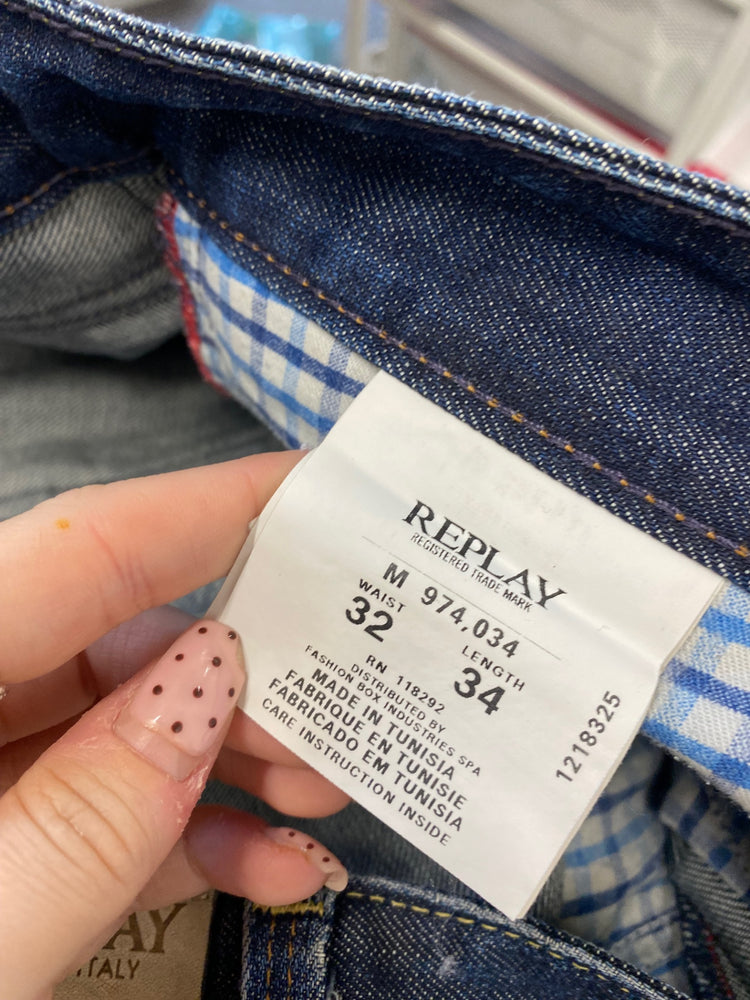 REPLAY
REGISTERED TRADE MARK
M 974,034
WAIST LENGTH
32 34
RN 118292
DISTRIBUTED BY
FASHION BOX INDUSTRIES SPA
MADE IN TUNISIA
FABRIQUE EN TUNISIE
FABRICADO EM TUNISIA
CARE INSTRUCTION INSIDE
1218325
AY
ITALY